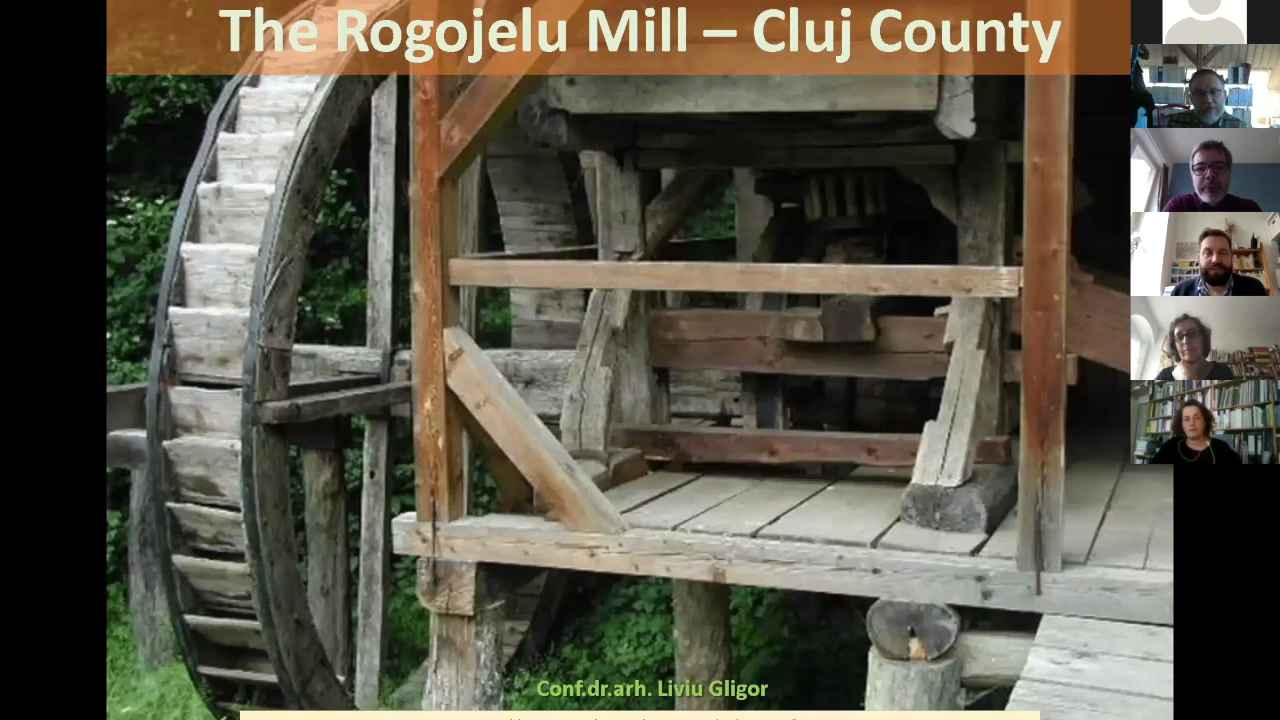 The Rogojelu Mill – Cluj County
Conf.dr.arh. Liviu Gligor